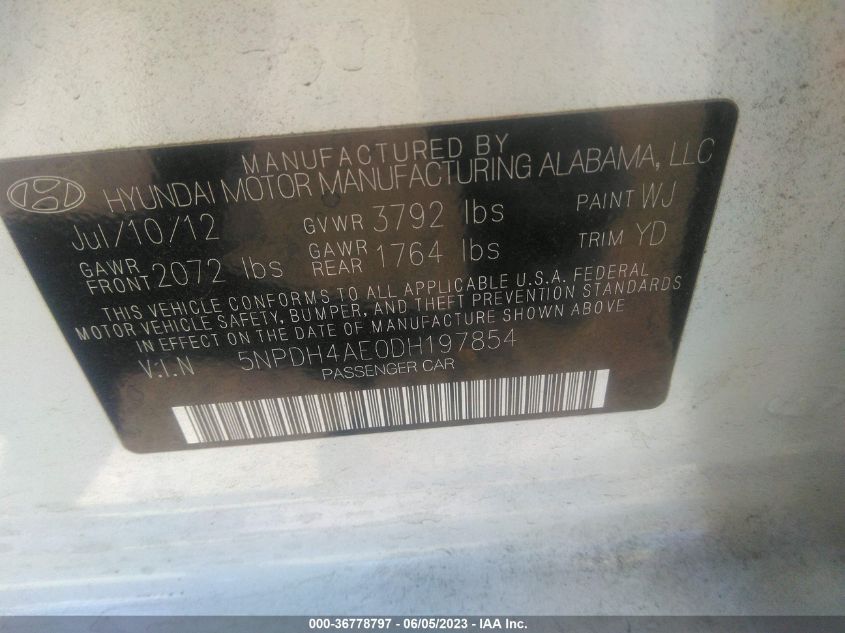 MANUFACTURED BY
HYUNDAI MOTOR MANUFACTURING ALABAMA, LLC
Jul/10/12 GVWR 3792 lbs PAINT WJ
GAWR FRONT 2072 lbs GAWR REAR 1764 lbs TRIM YD
THIS VEHICLE CONFORMS TO ALL APPLICABLE U.S.A. FEDERAL
MOTOR VEHICLE SAFETY, BUMPER, AND THEFT PREVENTION STANDARDS
IN EFFECT ON THE DATE OF MANUFACTURE SHOWN ABOVE
V.I.N 5NPDH4AE0DH197854
PASSENGER CAR
000-36778797 - 06/05/2023 - IAA Inc.